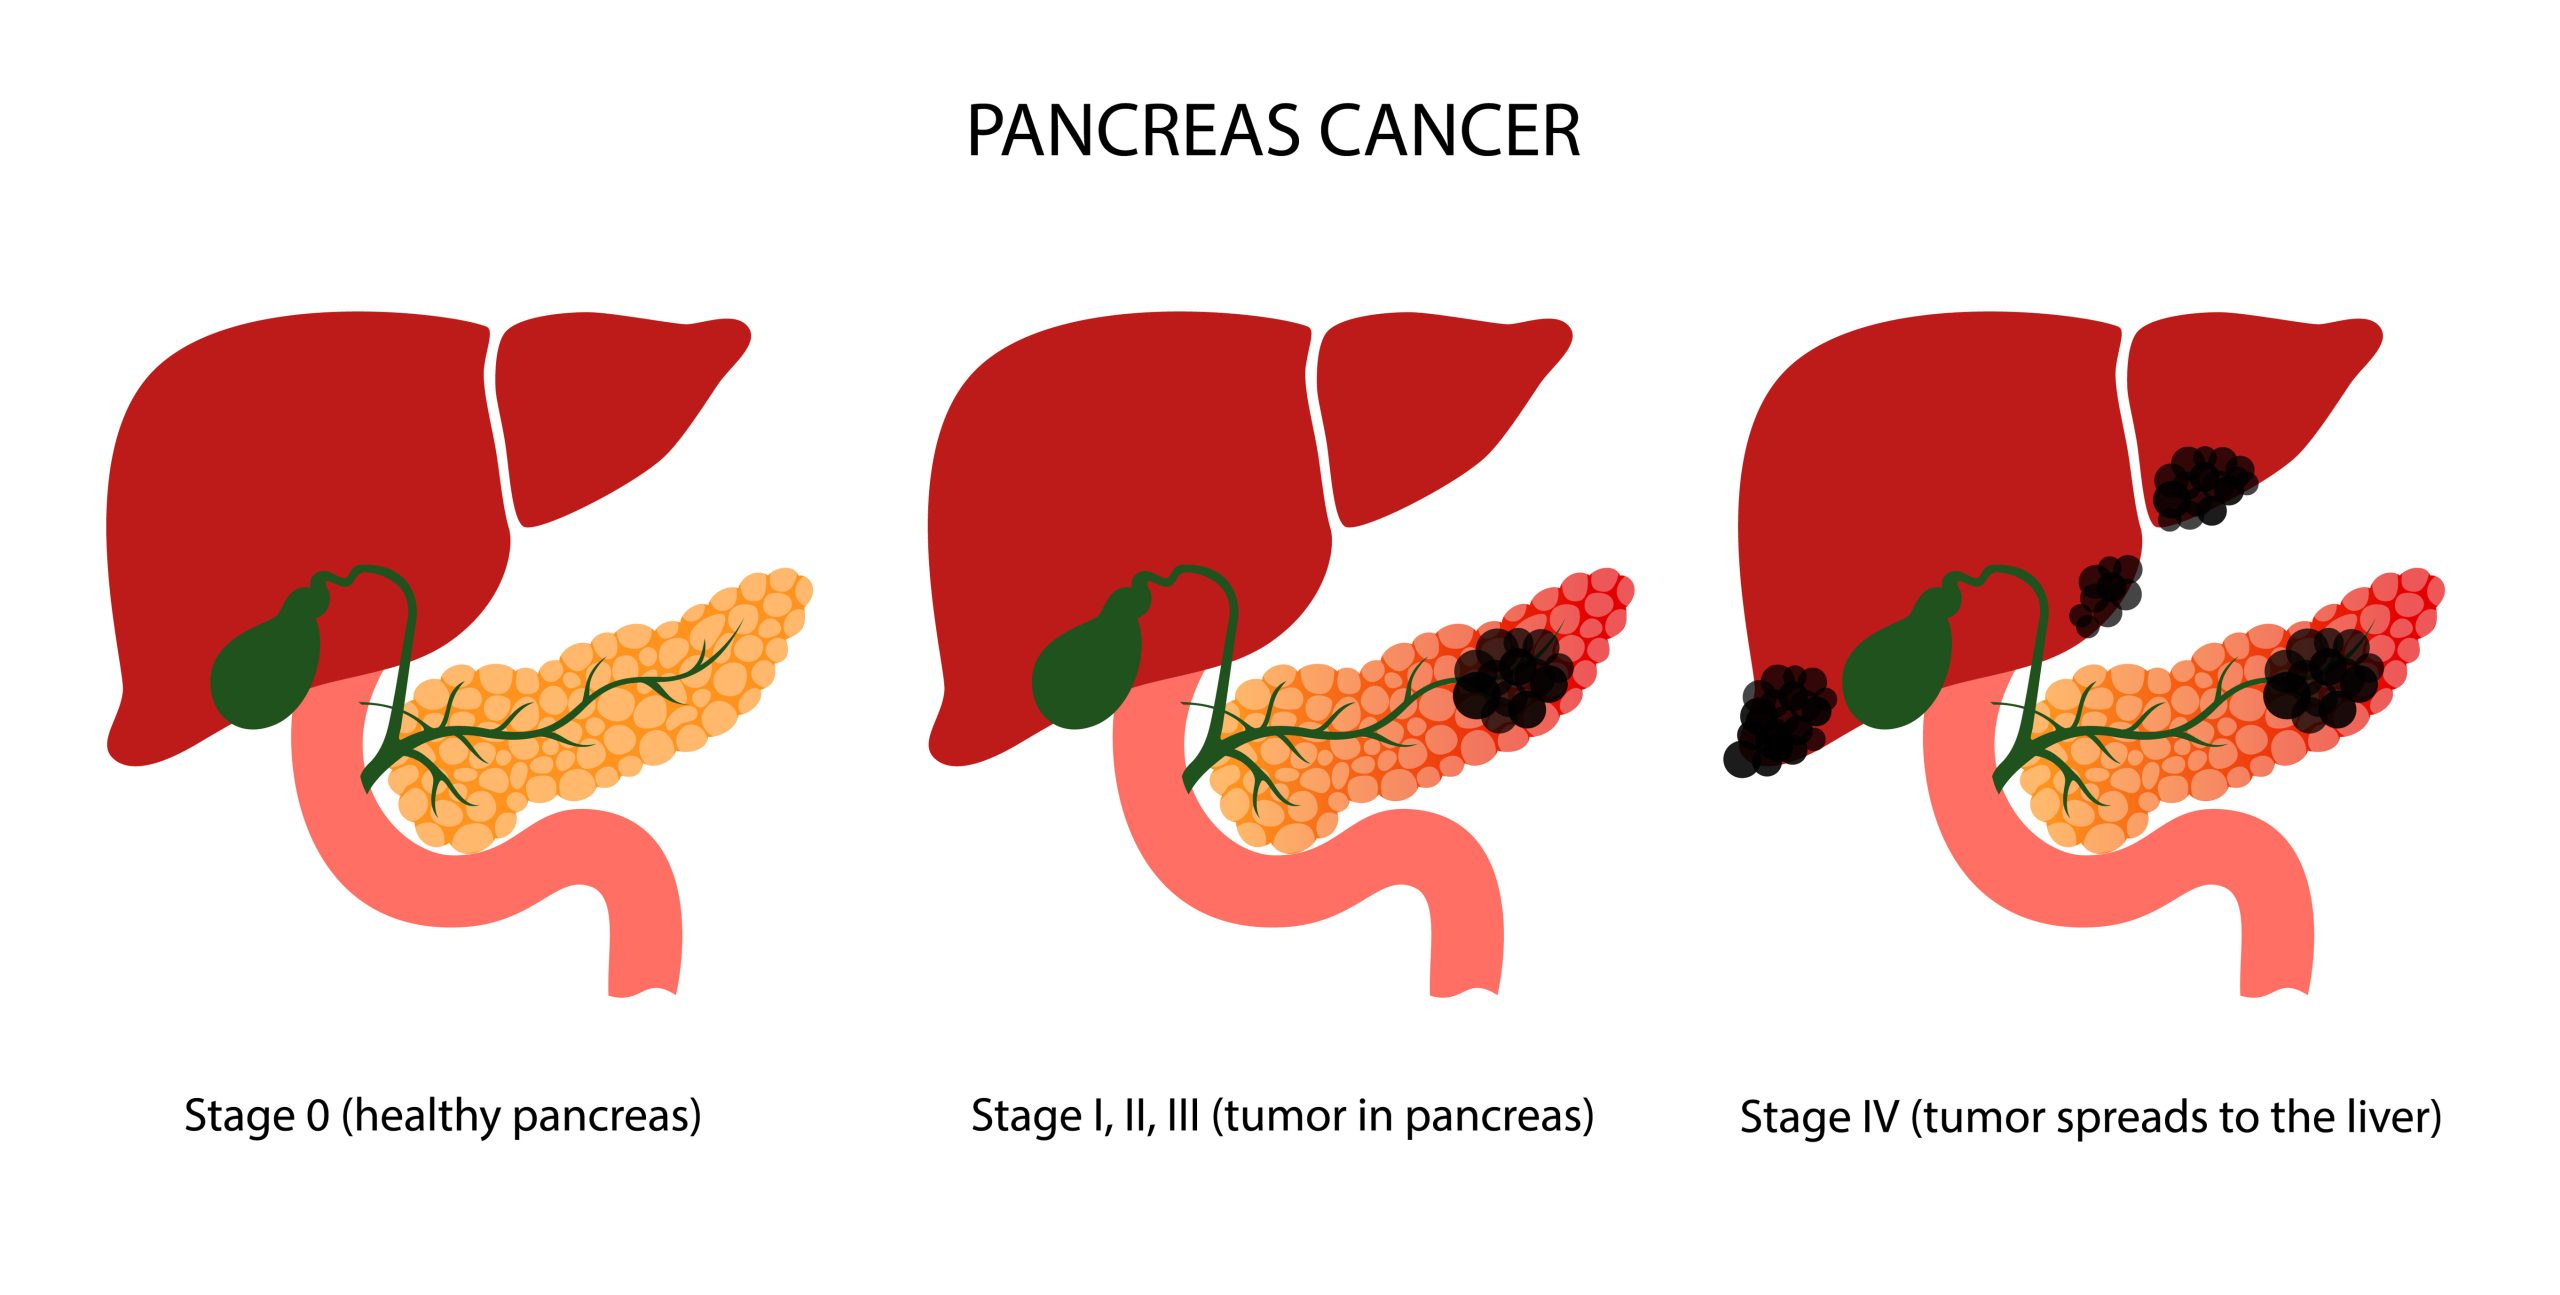 PANCREAS CANCER
Stage 0 (healthy pancreas)
Stage I, II, III (tumor in pancreas)
Stage IV (tumor spreads to the liver)